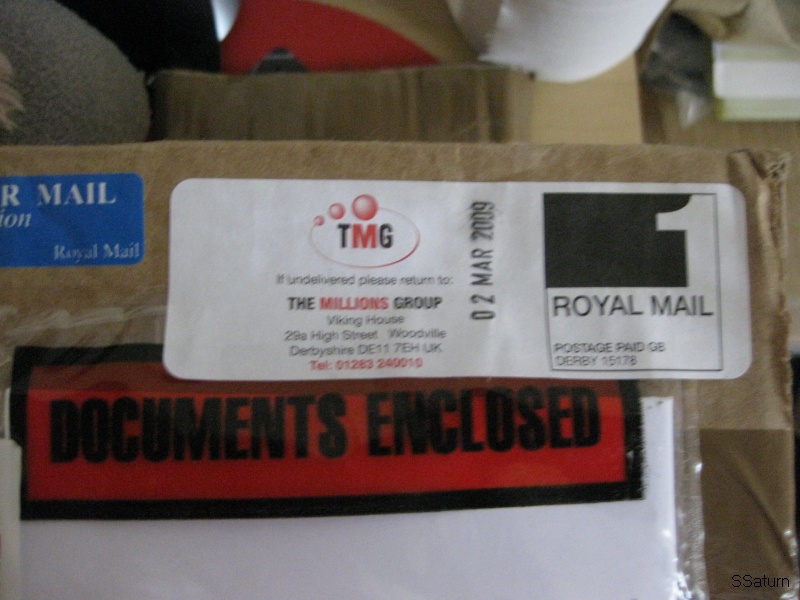 R MAIL
ion
Royal Mail
TMG
If undelivered please return to:
THE MILLIONS GROUP
Viking House
29a High Street Woodville
Derbyshire DE11 7EH UK
Tel: 01283 240010
02 MAR 2009
1
ROYAL MAIL
POSTAGE PAID GB
DERBY 15178
DOCUMENTS ENCLOSED
SSaturn